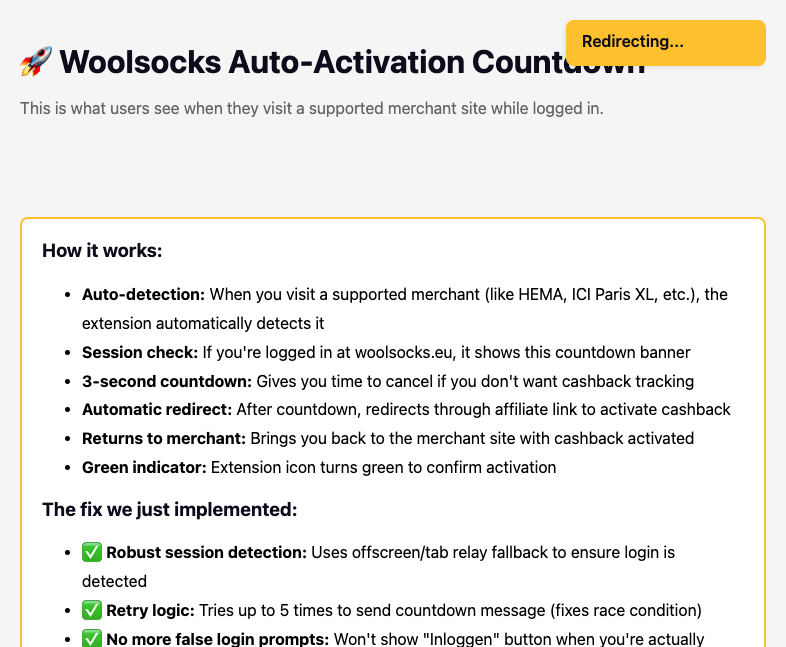 Redirecting...
🚀 Woolsocks Auto-Activation Countdown
This is what users see when they visit a supported merchant site while logged in.
How it works:
• Auto-detection: When you visit a supported merchant (like HEMA, ICI Paris XL, etc.), the
extension automatically detects it
• Session check: If you're logged in at woolsocks.eu, it shows this countdown banner
• 3-second countdown: Gives you time to cancel if you don't want cashback tracking
• Automatic redirect: After countdown, redirects through affiliate link to activate cashback
• Returns to merchant: Brings you back to the merchant site with cashback activated
• Green indicator: Extension icon turns green to confirm activation
The fix we just implemented:
• ✅ Robust session detection: Uses offscreen/tab relay fallback to ensure login is
detected
• ✅ Retry logic: Tries up to 5 times to send countdown message (fixes race condition)
• ✅ No more false login prompts: Won't show "Inloggen" button when you're actually